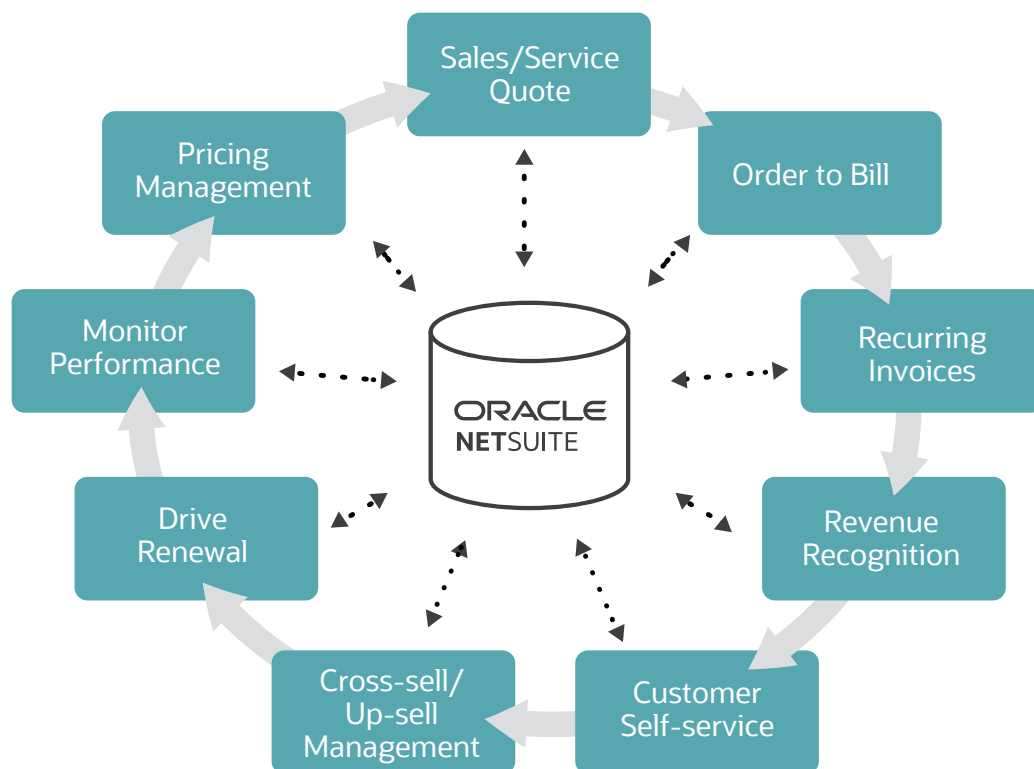 Sales/Service
Quote
Order to Bill
Recurring
Invoices
Revenue
Recognition
Customer
Self-service
Cross-sell/
Up-sell
Management
Drive
Renewal
Monitor
Performance
Pricing
Management
ORACLE
NETSUITE